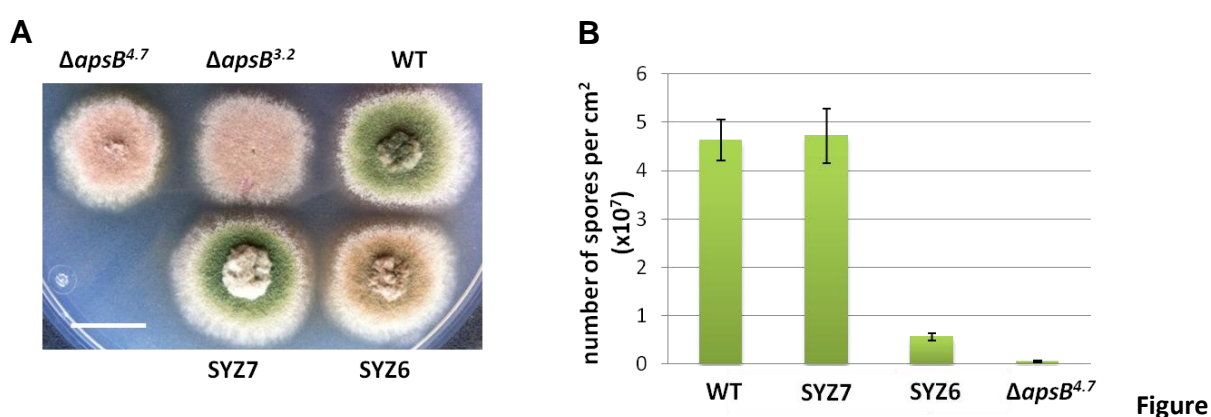 A
ΔapsB4.7 ΔapsB3.2 WT
SYZ7 SYZ6
B
number of spores per cm2
(x107)
6
5
4
3
2
1
0
WT SYZ7 SYZ6 ΔapsB4.7
Figure